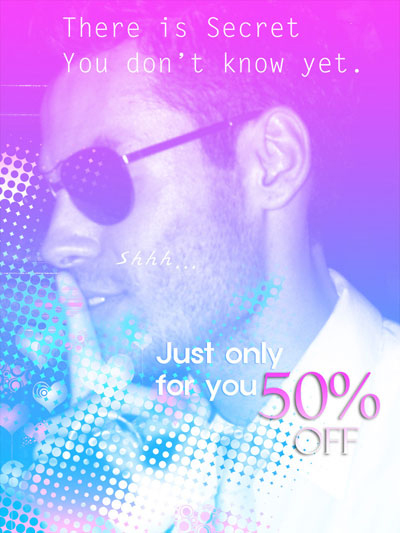 There is Secret
You don't know yet.
shhh...
Just only
for you 50%
OFF